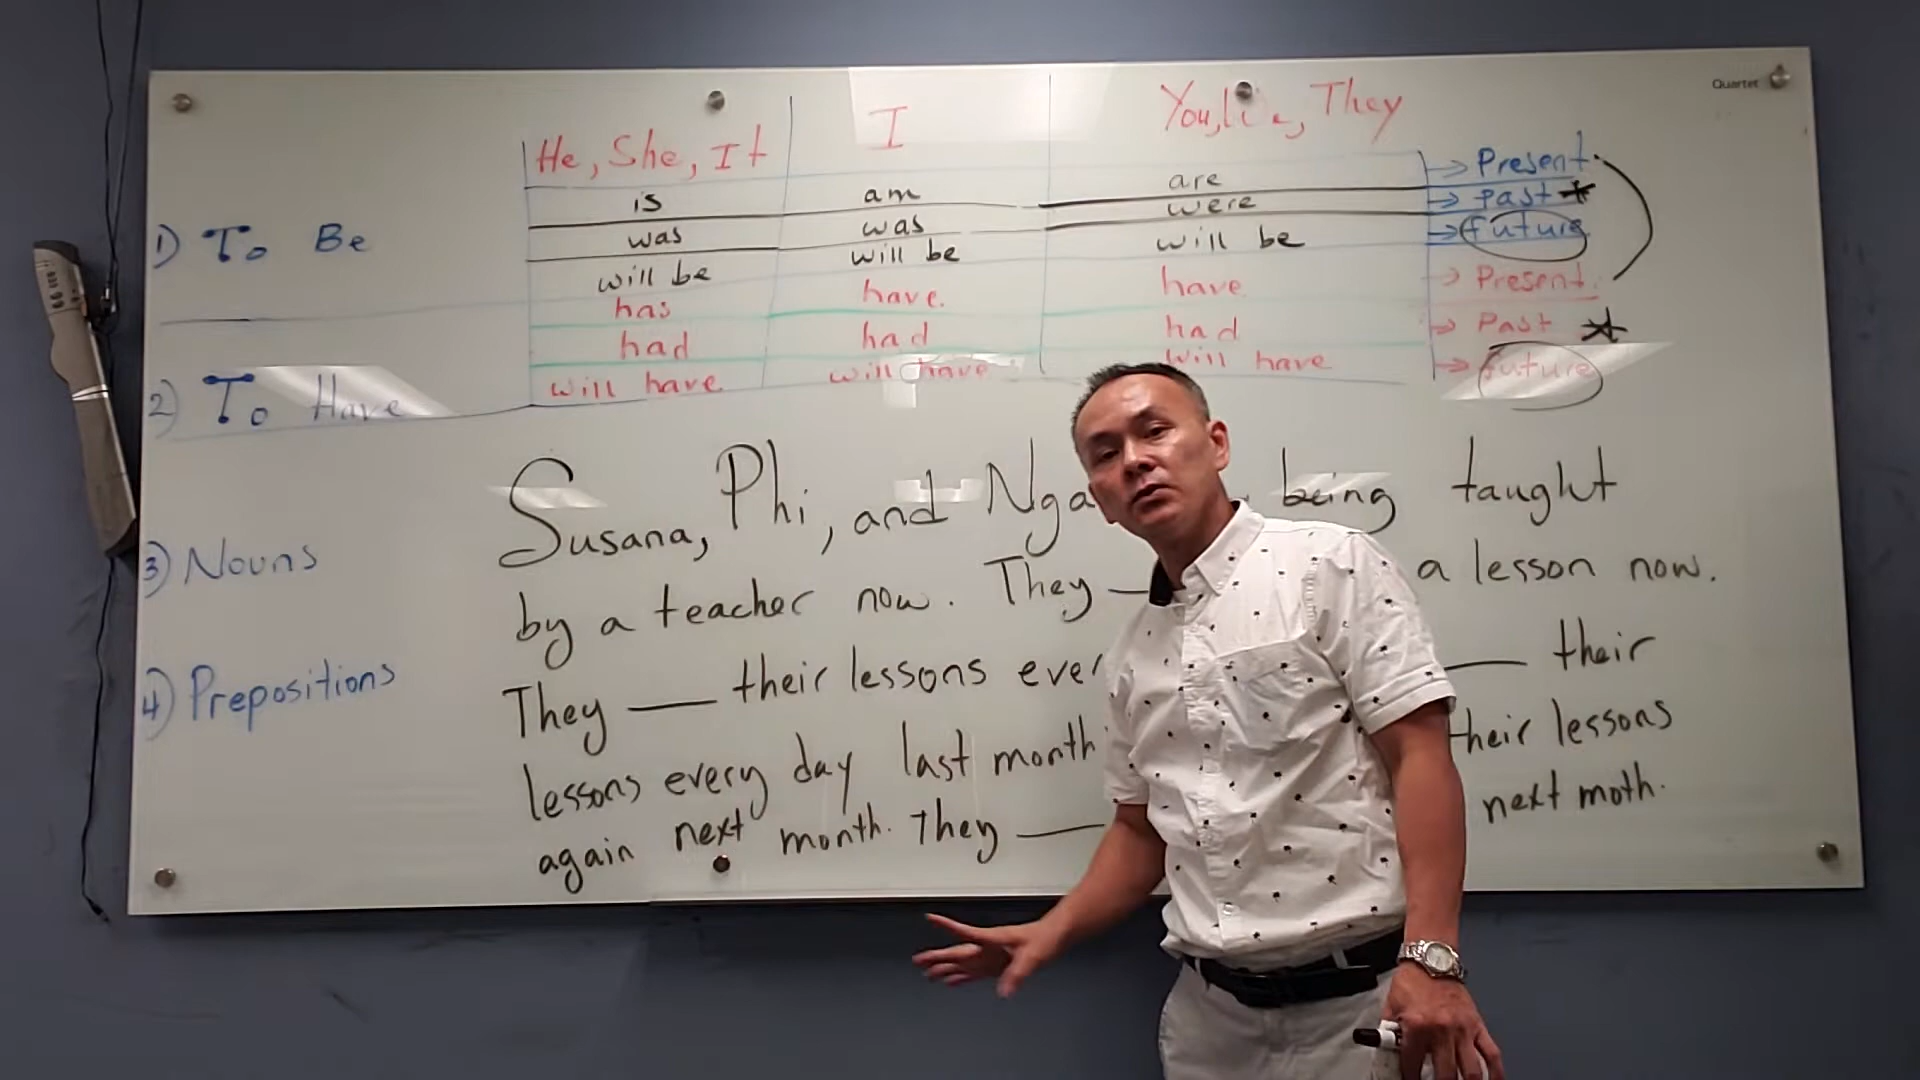 Quartet
He, She, It I You, We, They
is am are → Present
was was were → past
will be will be will be → future
1) To Be
has have. have → Present.
had had had → Past
will have. will have will have → future
2) To Have
Susana, Phi, and Nga being taught
3) Nouns
by a teacher now. They — a lesson now.
They — their lessons — their
4) Prepositions
lessons every day last month their lessons
again next month. They — next moth.